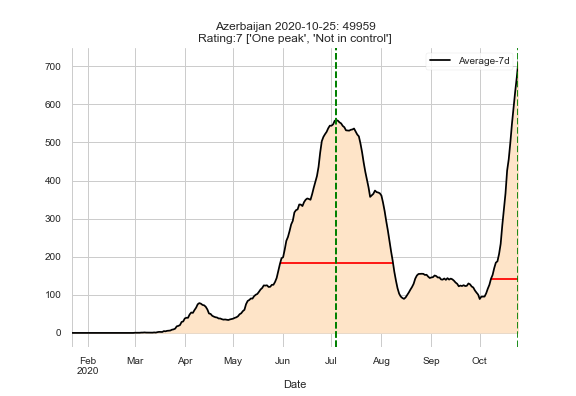 Azerbaijan 2020-10-25: 49959
Rating:7 ['One peak', 'Not in control']
Average-7d
700
600
500
400
300
200
100
0
Feb
2020
Mar
Apr
May
Jun
Jul
Aug
Sep
Oct
Date